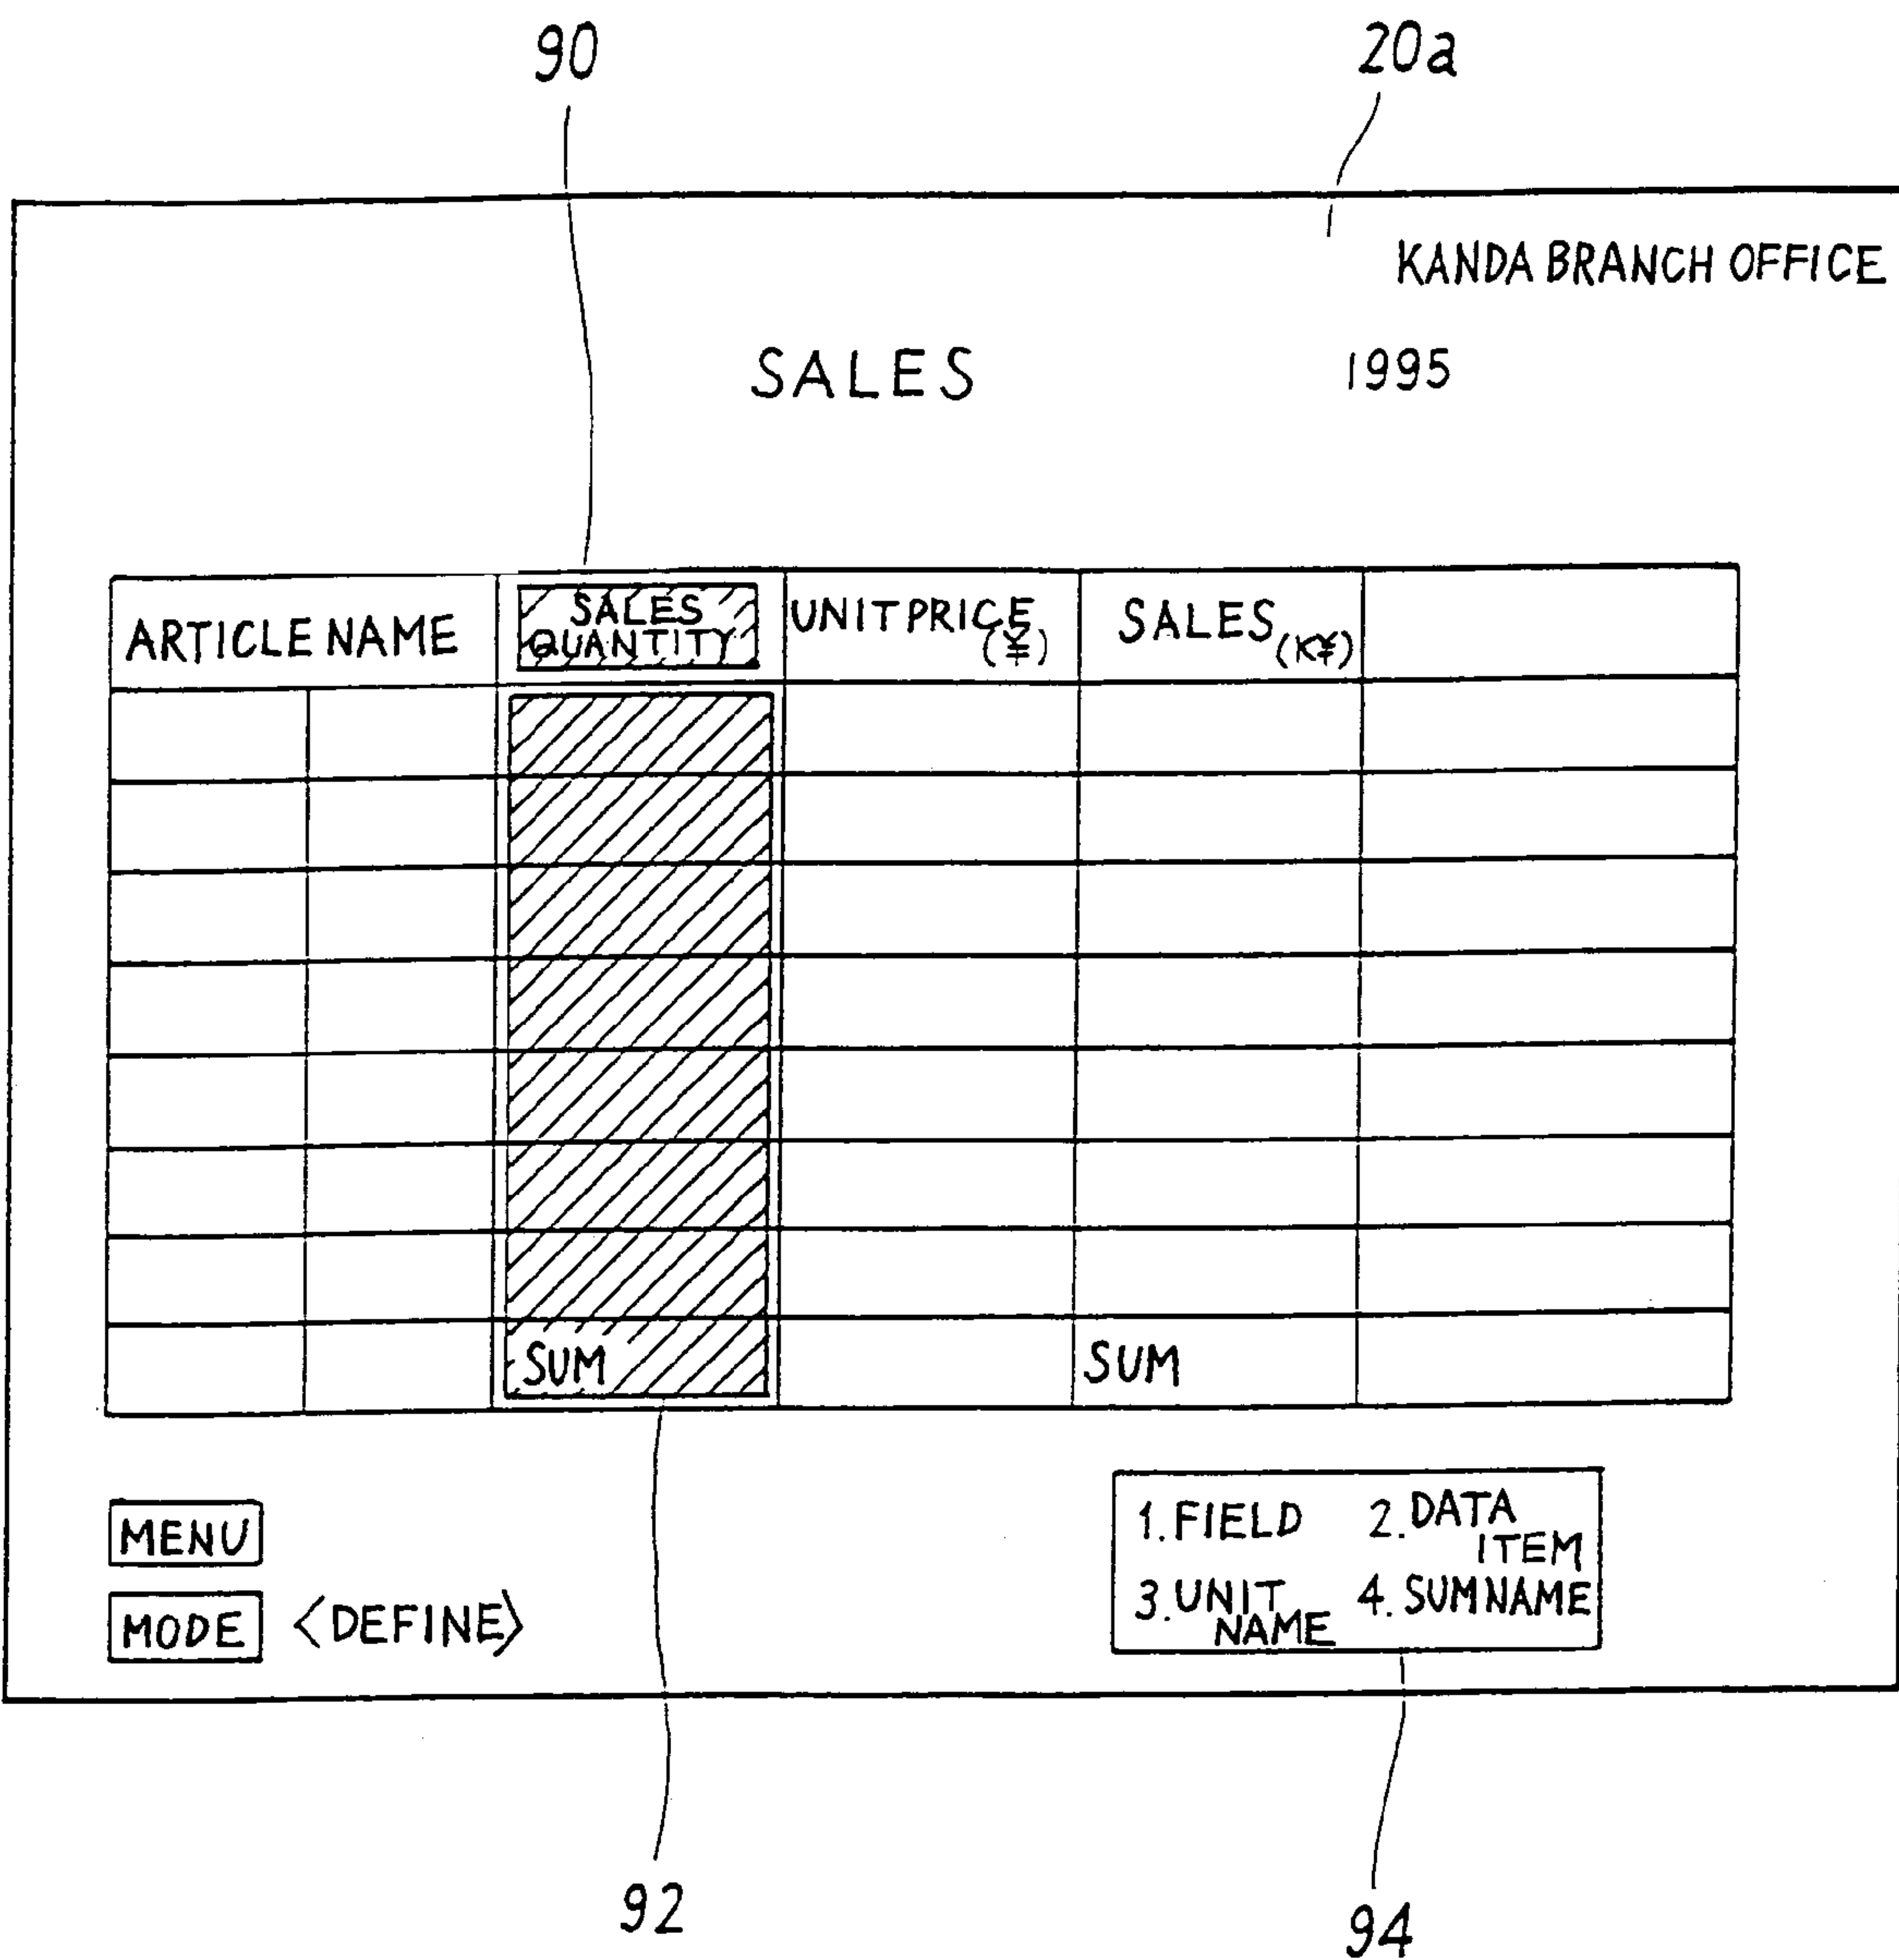 90
20a
KANDA BRANCH OFFICE
SALES
1995
ARTICLE NAME
SALES
QUANTITY
UNIT PRICE
(¥)
SALES
(K¥)
SUM
SUM
MENU
MODE
<DEFINE>
1. FIELD
2. DATA
ITEM
3. UNIT
NAME
4. SUM NAME
92
94